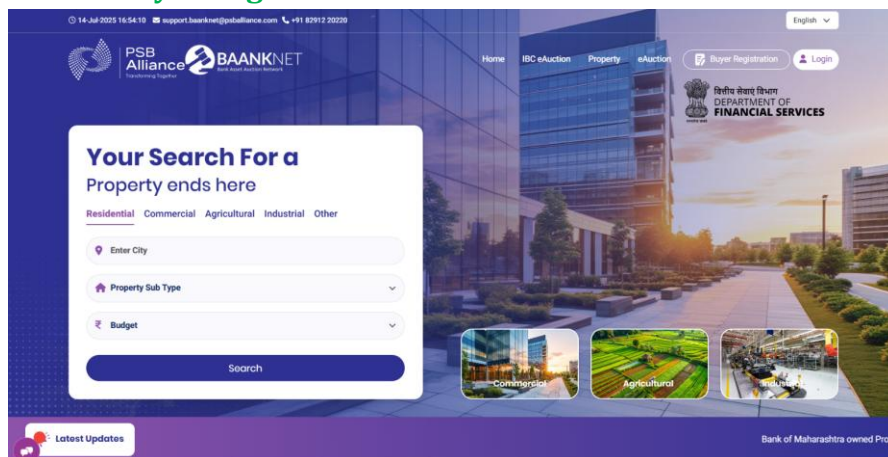 14-Jul-2025 16:54:10 support.baanknet@psballiance.com +91 82912 20220
English
PSB
Alliance
Transforming Together
BAANKNET
Bank Asset Auction Network
Home IBC eAuction Property eAuction Buyer Registration Login
वित्तीय सेवाएं विभाग
DEPARTMENT OF
FINANCIAL SERVICES
Your Search For a
Property ends here
Residential Commercial Agricultural Industrial Other
Enter City
Property Sub Type
₹ Budget
Search
Commercial Agricultural Industrial
Latest Updates
Bank of Maharashtra owned Pro